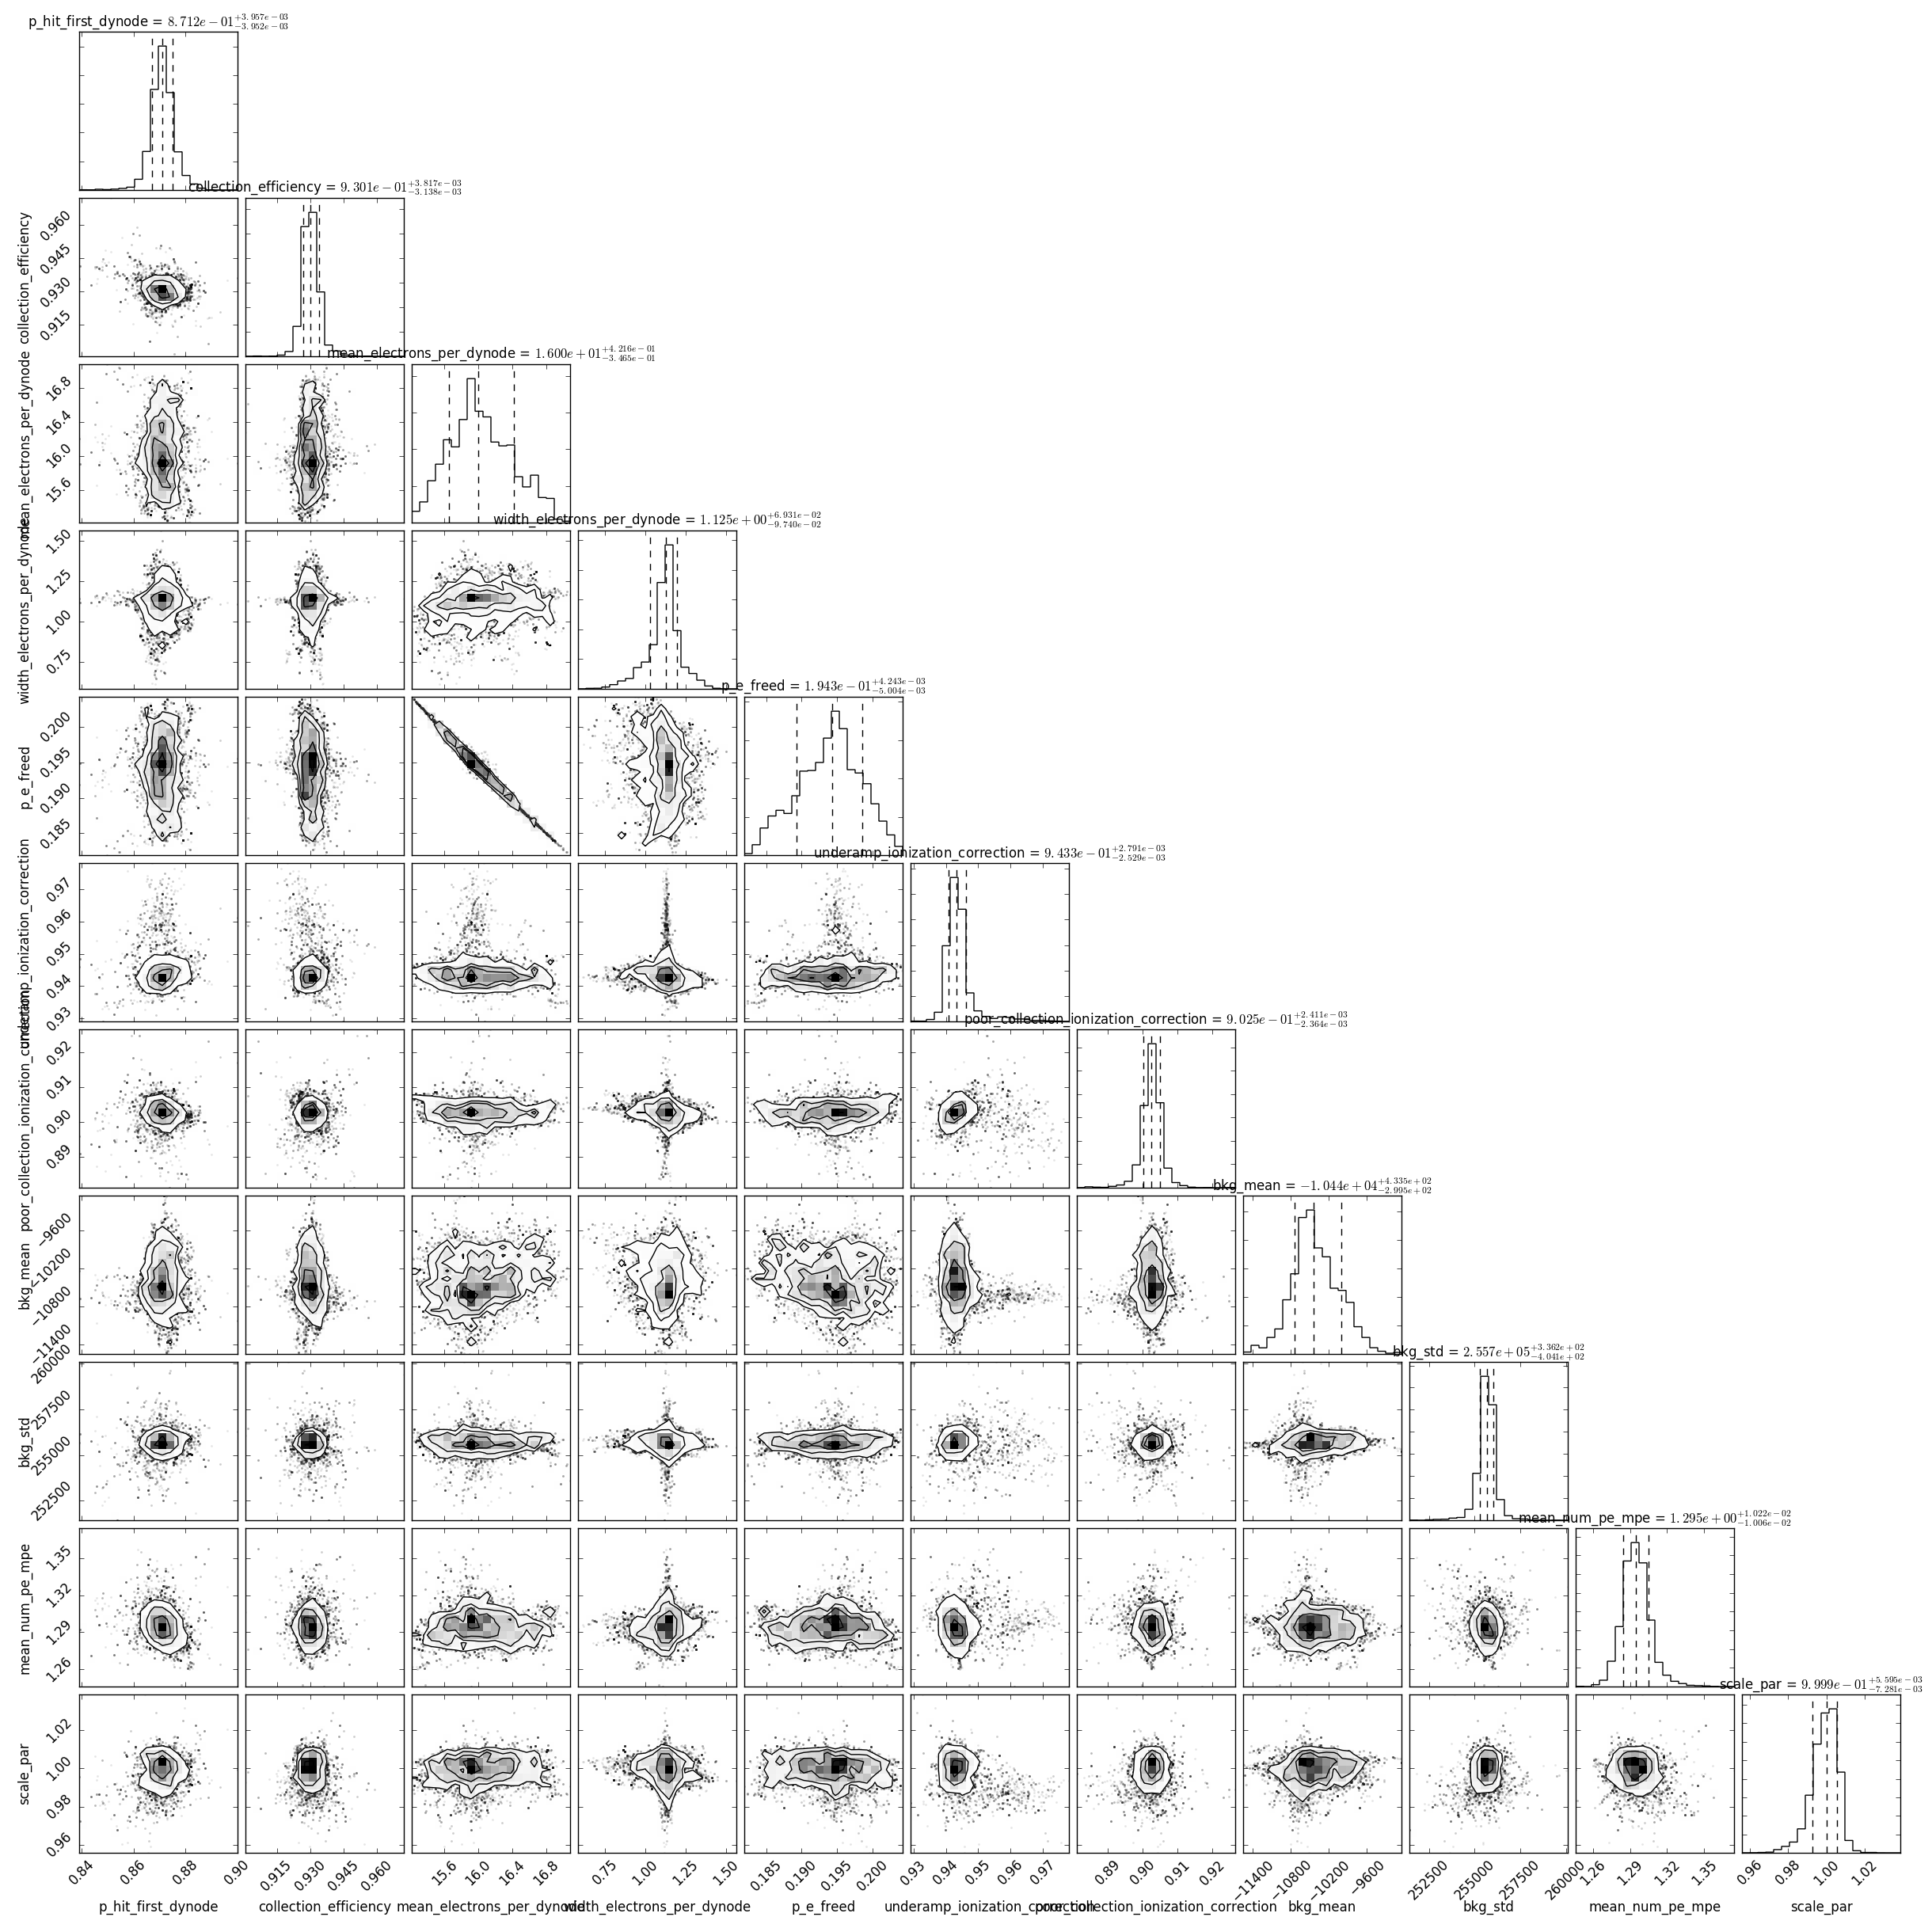 p_hit_first_dynode = 8.712e−01 +3.957e−03 −3.952e−03
collection_efficiency = 9.301e−01 +3.817e−03 −3.138e−03
collection_efficiency
0.960
0.945
0.930
0.915
mean_electrons_per_dynode = 1.600e+01 +4.216e−01 −3.465e−01
mean_electrons_per_dynode
16.8
16.4
16.0
15.6
width_electrons_per_dynode = 1.125e+00 +6.931e−02 −9.740e−02
width_electrons_per_dynode
1.50
1.25
1.00
0.75
p_e_freed = 1.943e−01 +4.243e−03 −5.004e−03
p_e_freed
0.200
0.195
0.190
0.185
underamp_ionization_correction = 9.433e−01 +2.791e−03 −2.529e−03
underamp_ionization_correction
0.97
0.96
0.95
0.94
0.93
poor_collection_ionization_correction = 9.025e−01 +2.411e−03 −2.364e−03
poor_collection_ionization_correction
0.92
0.91
0.90
0.89
bkg_mean = −1.044e+04 +4.335e+02 −2.995e+02
bkg_mean
−9600
−10200
−10800
−11400
bkg_std = 2.557e+05 +3.362e+02 −4.041e+02
bkg_std
260000
257500
255000
252500
mean_num_pe_mpe = 1.295e+00 +1.022e−02 −1.006e−02
mean_num_pe_mpe
1.35
1.32
1.29
1.26
scale_par = 9.999e−01 +5.595e−03 −7.281e−03
scale_par
1.02
1.00
0.98
0.96
0.84 0.86 0.88 0.90 0.915 0.930 0.945 0.960 15.6 16.0 16.4 16.8 0.75 1.00 1.25 1.50 0.185 0.190 0.195 0.200 0.93 0.94 0.95 0.96 0.97 0.89 0.90 0.91 0.92 −11400 −10800 −10200 −9600 252500 255000 257500 260000 1.26 1.29 1.32 1.35 0.96 0.98 1.00 1.02
p_hit_first_dynode collection_efficiency mean_electrons_per_dynode width_electrons_per_dynode p_e_freed underamp_ionization_correction poor_collection_ionization_correction bkg_mean bkg_std mean_num_pe_mpe scale_par